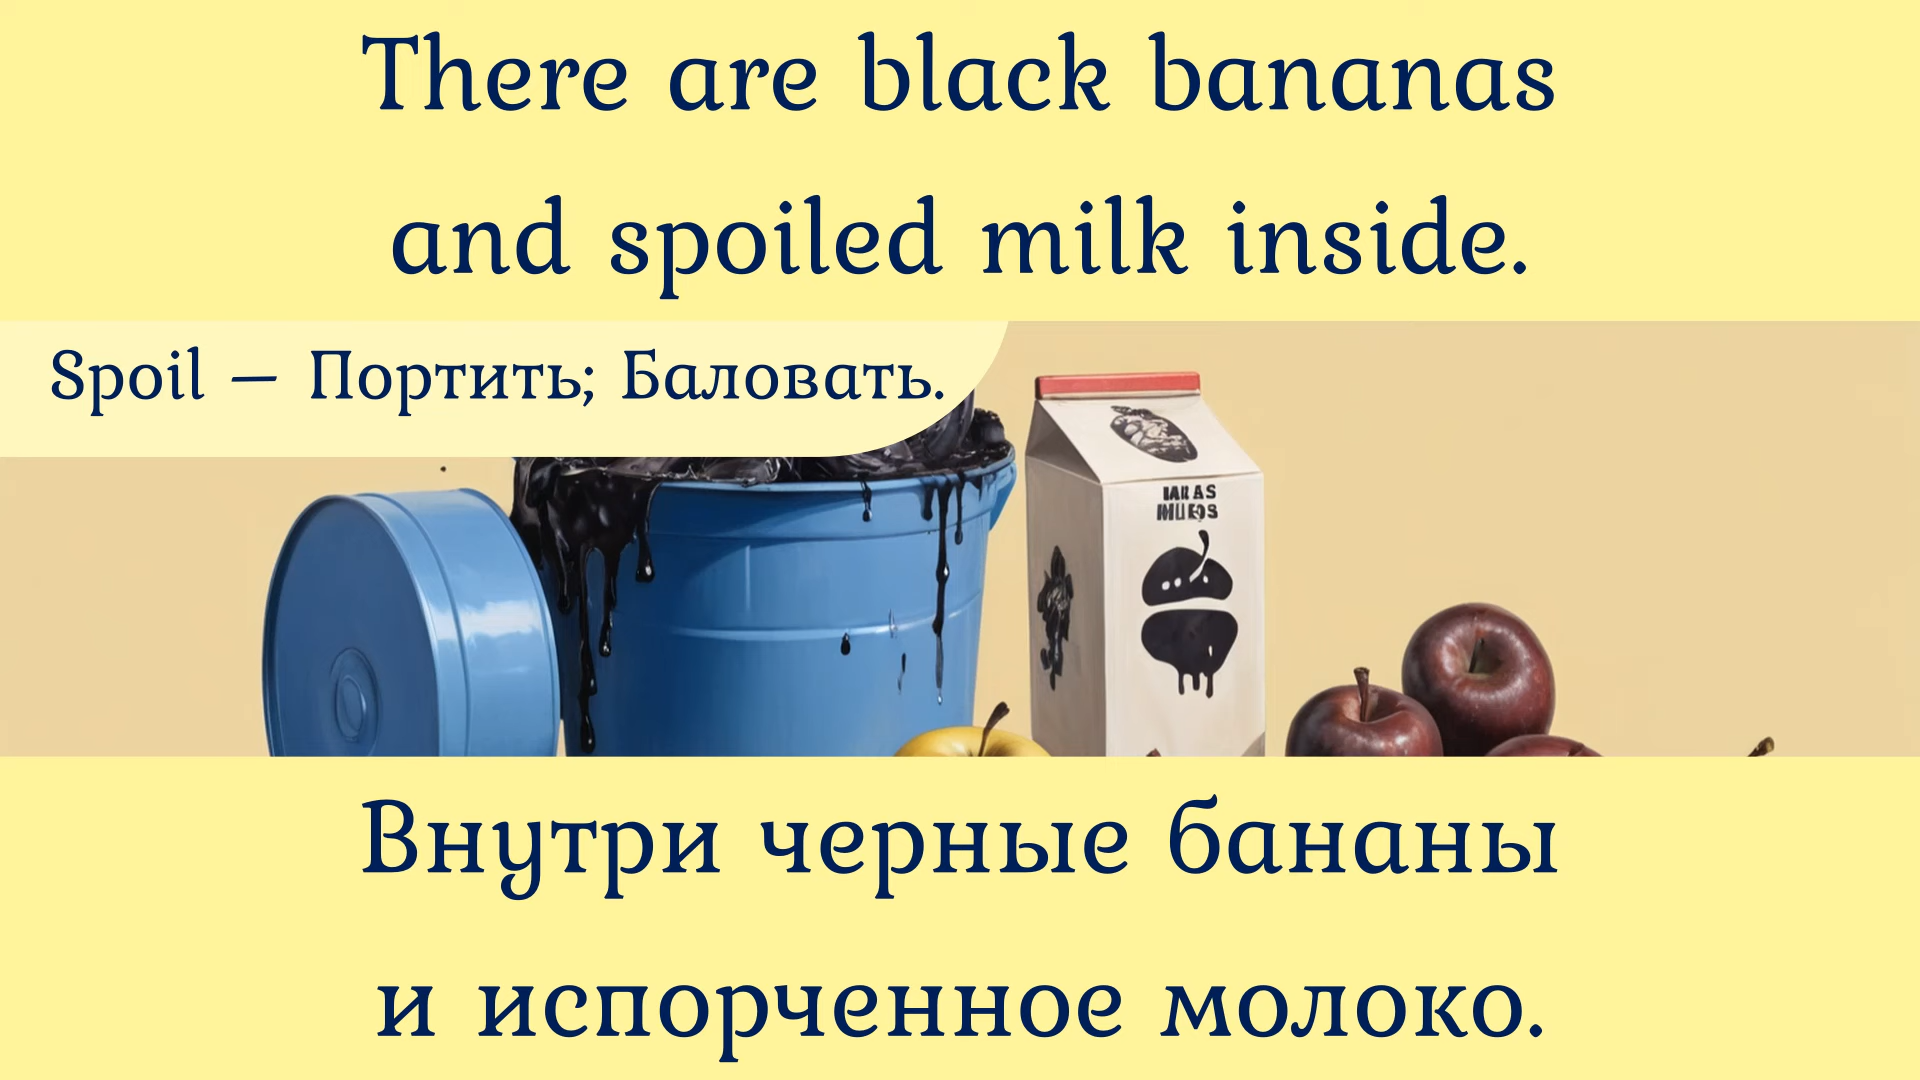 There are black bananas
and spoiled milk inside.
Spoil – Портить; Баловать.
Внутри черные бананы
и испорченное молоко.